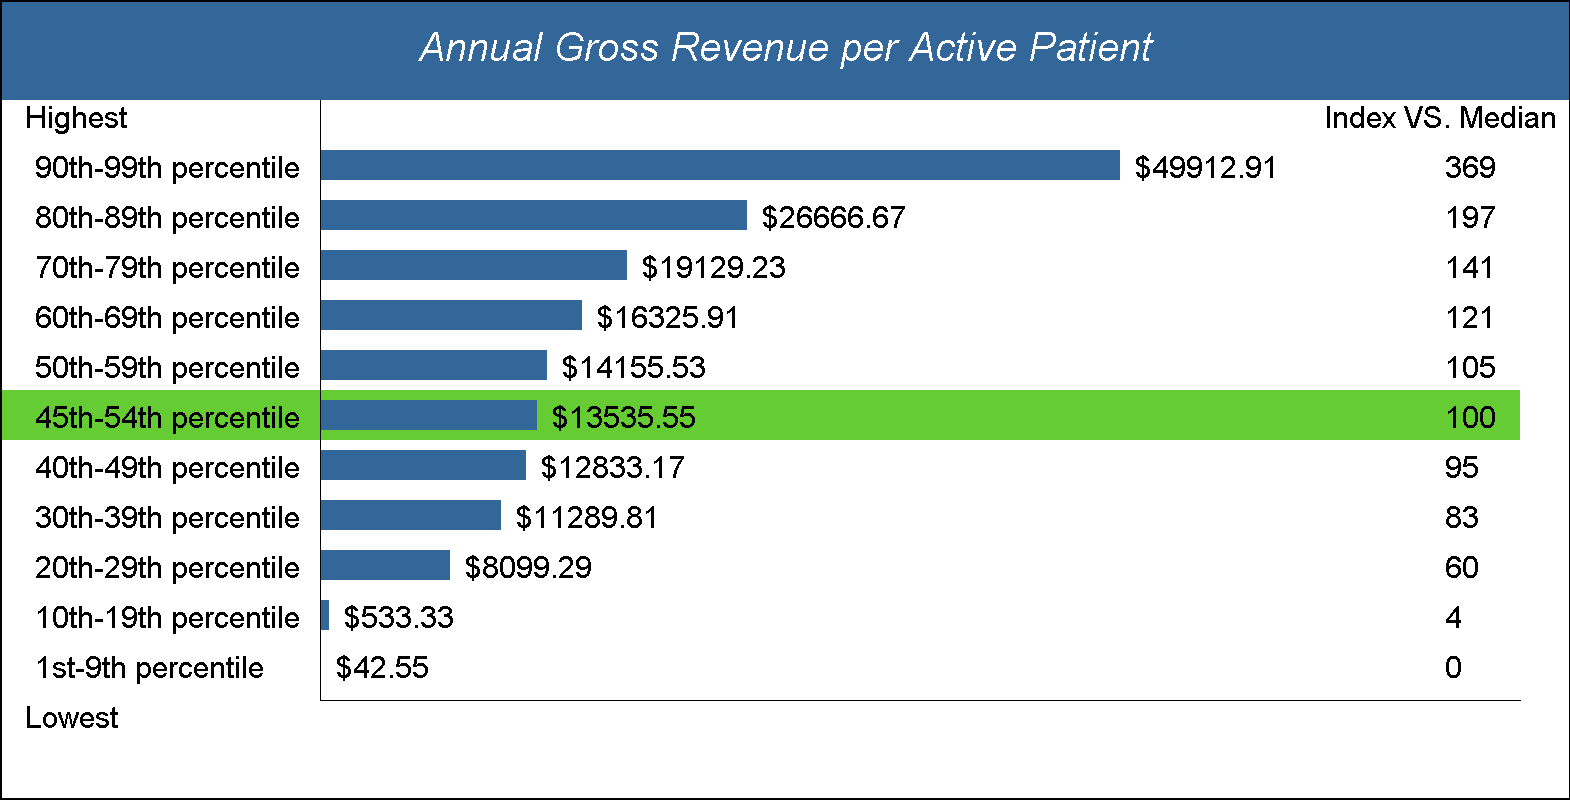 Annual Gross Revenue per Active Patient
Highest Index VS. Median
90th-99th percentile $49912.91 369
80th-89th percentile $26666.67 197
70th-79th percentile $19129.23 141
60th-69th percentile $16325.91 121
50th-59th percentile $14155.53 105
45th-54th percentile $13535.55 100
40th-49th percentile $12833.17 95
30th-39th percentile $11289.81 83
20th-29th percentile $8099.29 60
10th-19th percentile $533.33 4
1st-9th percentile $42.55 0
Lowest